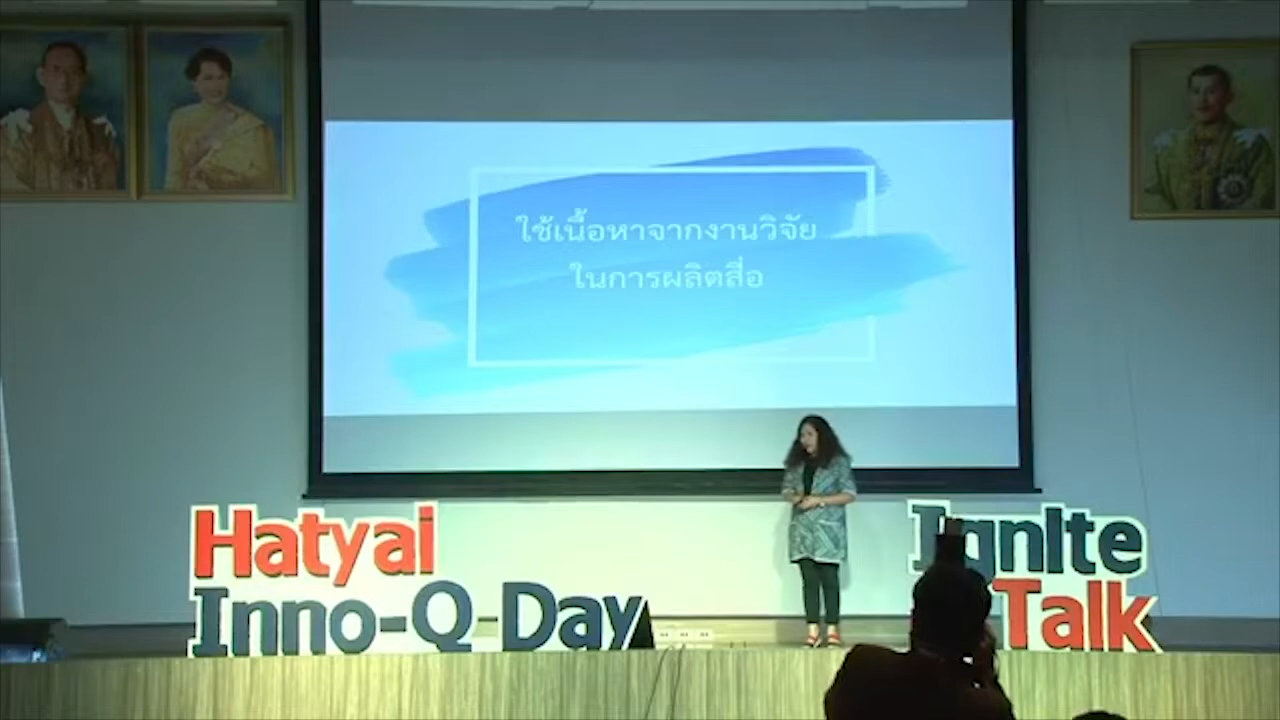 ใช้เนื้อหาจากงานวิจัย
ในการผลิตสื่อ
Hatyai
Inno-Q Day
IgnIte
Talk